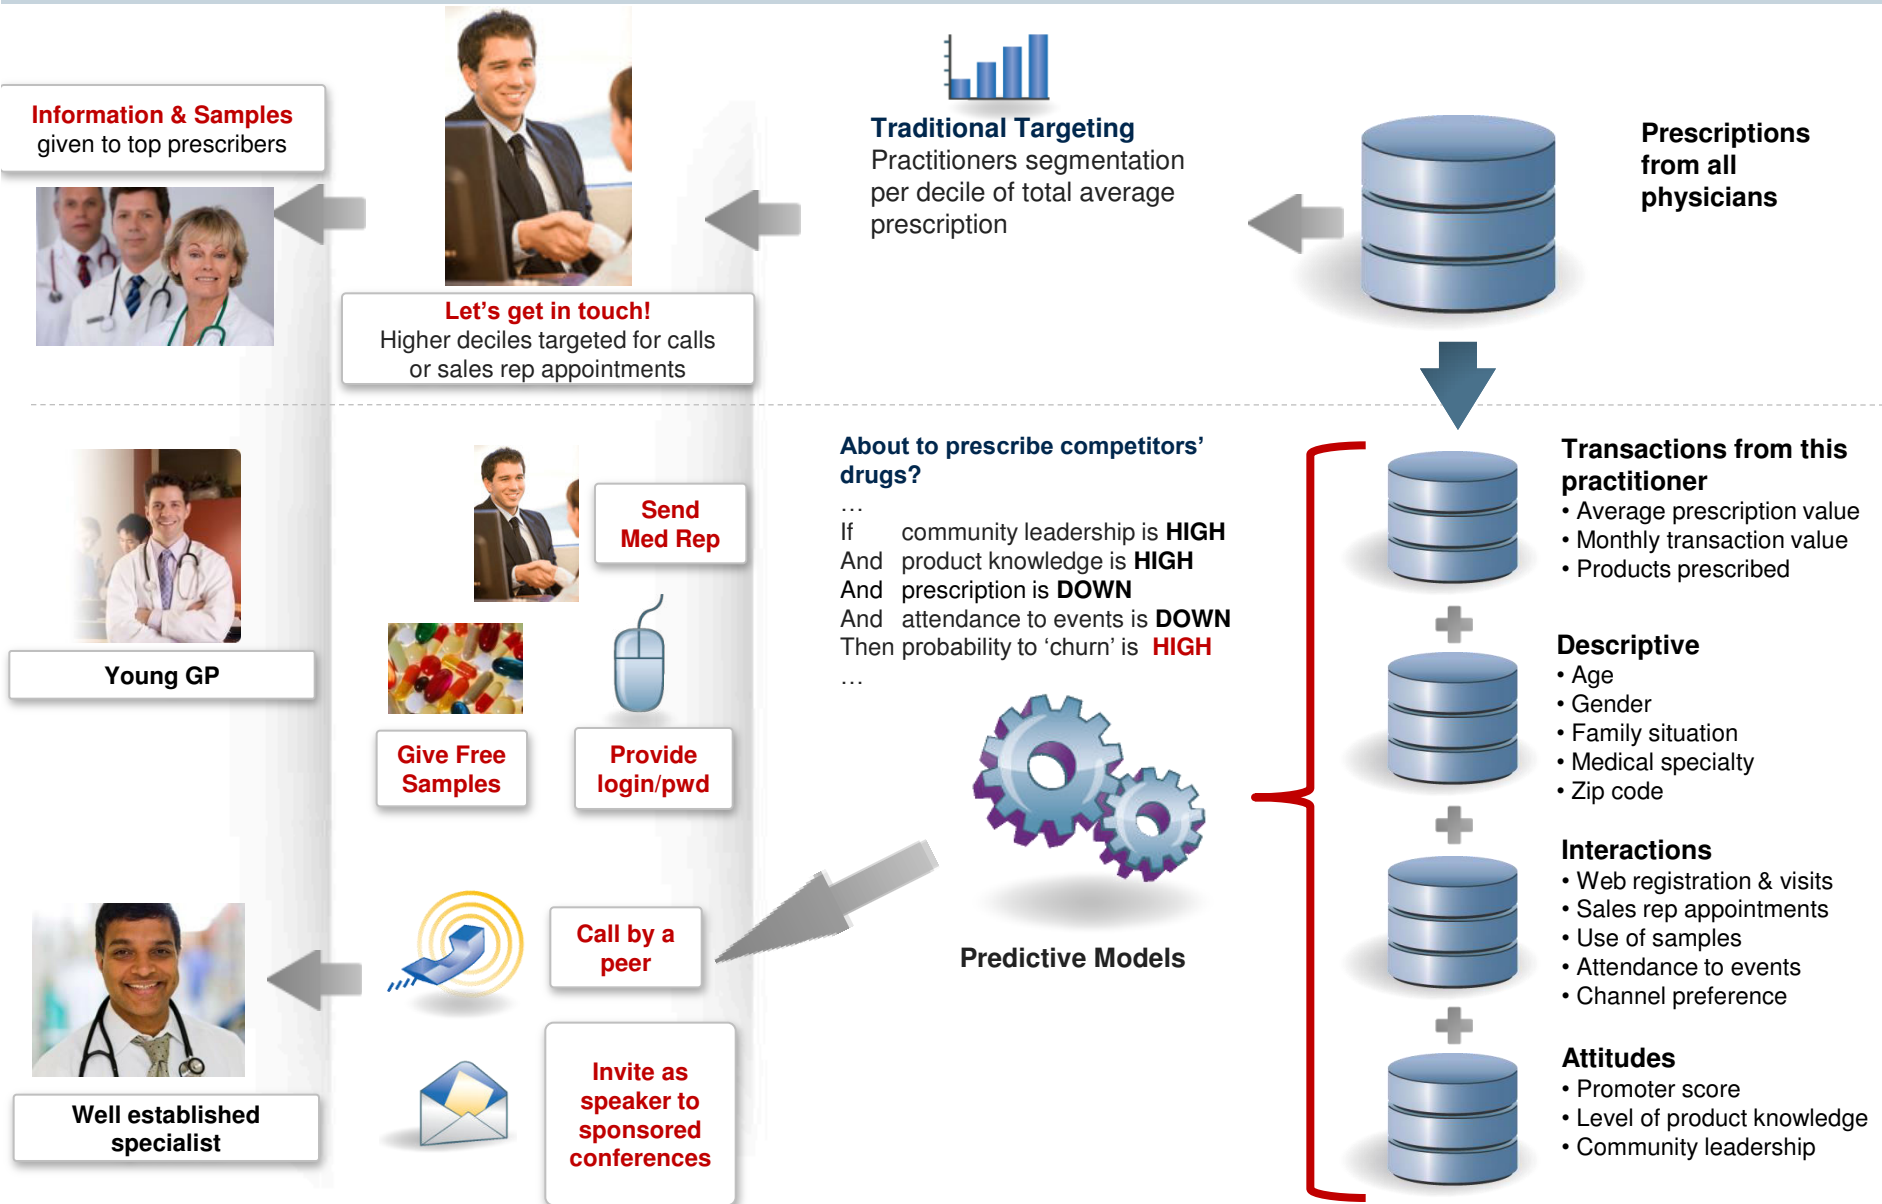 Information & Samples
given to top prescribers
Let’s get in touch!
Higher deciles targeted for calls
or sales rep appointments
Traditional Targeting
Practitioners segmentation
per decile of total average
prescription
Prescriptions
from all
physicians
Young GP
Send
Med Rep
Give Free
Samples
Provide
login/pwd
About to prescribe competitors’
drugs?
…
If community leadership is HIGH
And product knowledge is HIGH
And prescription is DOWN
And attendance to events is DOWN
Then probability to ‘churn’ is HIGH
…
Predictive Models
Well established
specialist
Call by a
peer
Invite as
speaker to
sponsored
conferences
Transactions from this
practitioner
• Average prescription value
• Monthly transaction value
• Products prescribed
Descriptive
• Age
• Gender
• Family situation
• Medical specialty
• Zip code
Interactions
• Web registration & visits
• Sales rep appointments
• Use of samples
• Attendance to events
• Channel preference
Attitudes
• Promoter score
• Level of product knowledge
• Community leadership